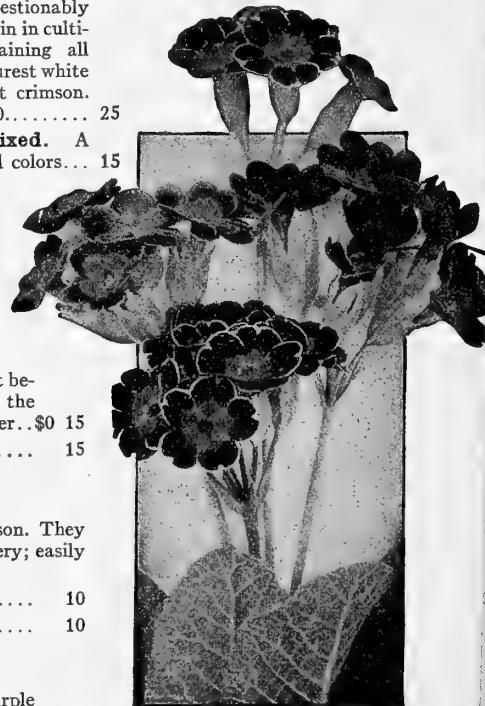 estionably
in in culti-
aining all
urest white
t crimson.
0......... 25
ixed. A
l colors... 15
t be-
the
er..$0 15
.... 15
son. They
ery; easily
.... 10
.... 10
urple